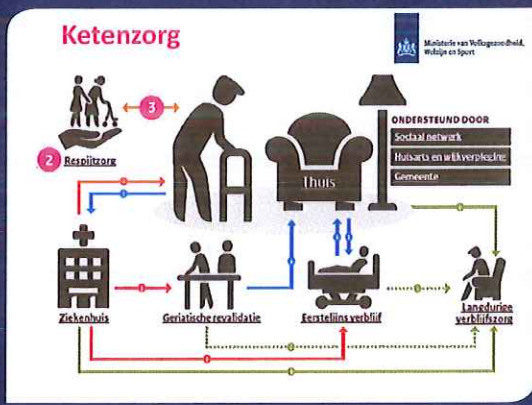 Ketenzorg
Ministerie van Volksgezondheid,
Welzijn en Sport
3
2 Respijtzorg
Thuis
ONDERSTEUND DOOR
Sociaal netwerk
Huisarts en wijkverpleging
Gemeente
Ziekenhuis
Geriatische revalidatie
Eerstelijns verblijf
Langdurige
verblijfszorg